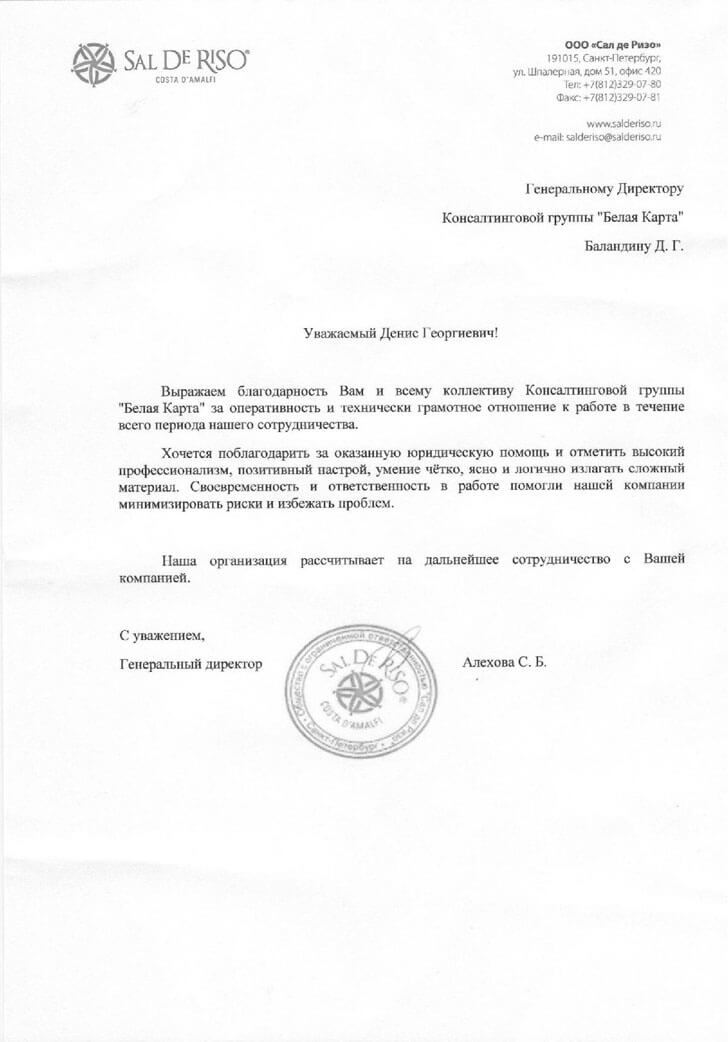 SAL DE RISO®
COSTA D'AMALFI
ООО «Сал де Ризо»
191015, Санкт-Петербург,
ул. Шпалерная, дом 51, офис 420
Тел: +7(812)329-07-80
Факс: +7(812)329-07-81
www.salderiso.ru
e-mail: salderiso@salderiso.ru
Генеральному Директору
Консалтинговой группы "Белая Карта"
Баландину Д. Г.
Уважаемый Денис Георгиевич!
Выражаем благодарность Вам и всему коллективу Консалтинговой группы
"Белая Карта" за оперативность и технически грамотное отношение к работе в течение
всего периода нашего сотрудничества.
Хочется поблагодарить за оказанную юридическую помощь и отметить высокий
профессионализм, позитивный настрой, умение чётко, ясно и логично излагать сложный
материал. Своевременность и ответственность в работе помогли нашей компании
минимизировать риски и избежать проблем.
Наша организация рассчитывает на дальнейшее сотрудничество с Вашей
компанией.
С уважением,
Генеральный директор
Алехова С. Б.
Общество с ограниченной ответственностью "Сал де Ризо"
SAL DE RISO®
COSTA D'AMALFI
Санкт-Петербург